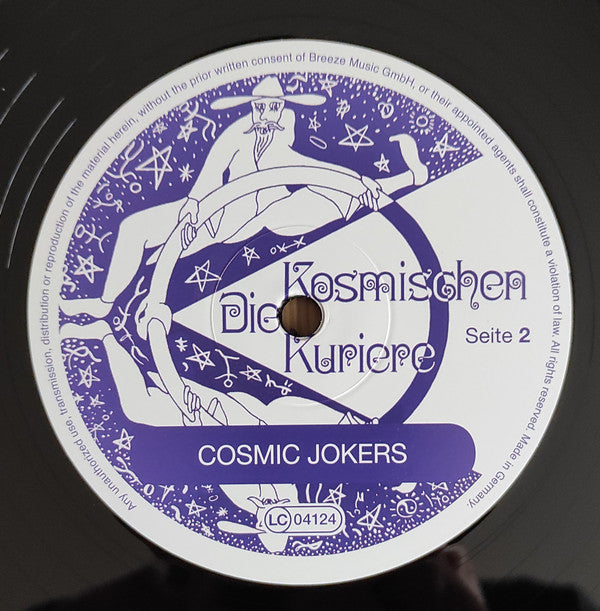 Any unauthorized use, transmission, distribution or reproduction of the material herein, without the prior written consent of Breeze Music GmbH, or their appointed agents shall constitute a violation of law. All rights reserved. Made in Germany.
Die Kosmischen
Kuriere
Seite 2
COSMIC JOKERS
LC 04124